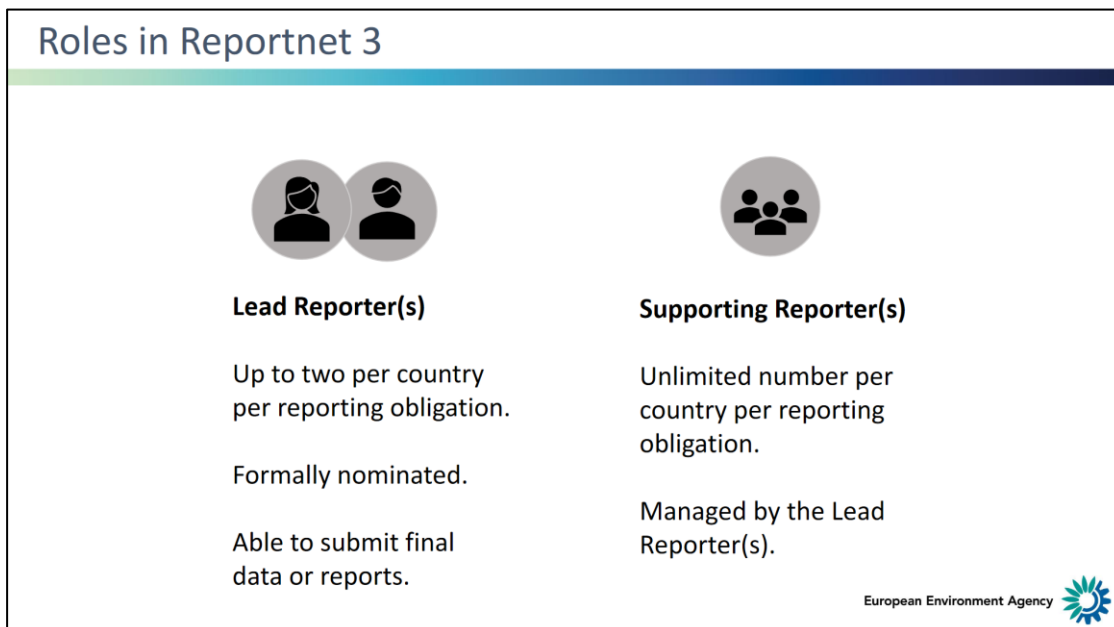 Roles in Reportnet 3
Lead Reporter(s)
Up to two per country
per reporting obligation.
Formally nominated.
Able to submit final
data or reports.
Supporting Reporter(s)
Unlimited number per
country per reporting
obligation.
Managed by the Lead
Reporter(s).
European Environment Agency